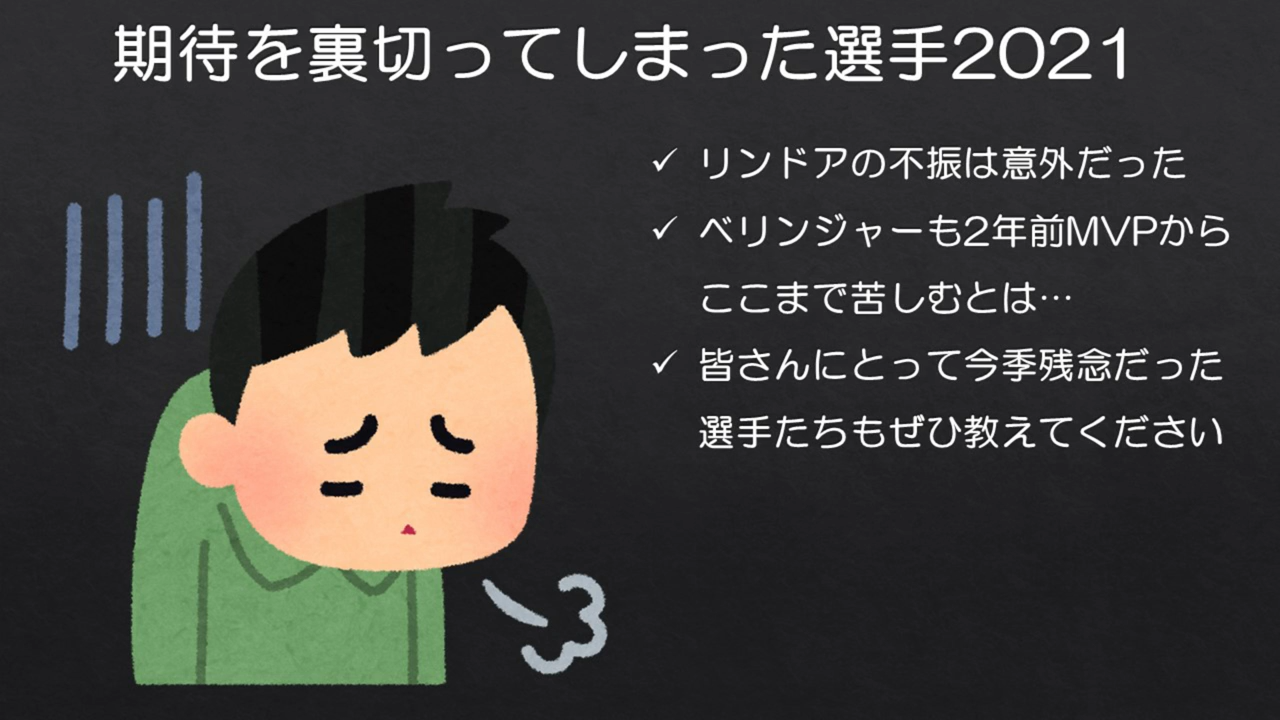 期待を裏切ってしまった選手2021
✓ リンドアの不振は意外だった
✓ ベリンジャーも2年前MVPから
ここまで苦しむとは…
✓ 皆さんにとって今季残念だった
選手たちもぜひ教えてください